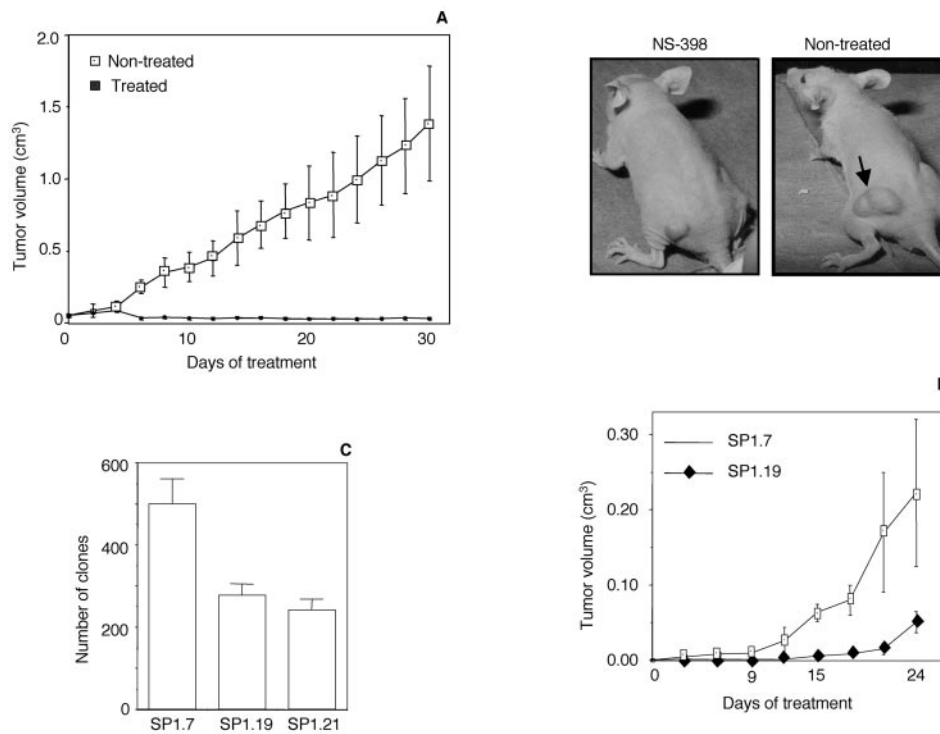 A
2.0
1.5
1.0
0.5
0
Non-treated
Treated
Tumor volume (cm³)
0 10 20 30
Days of treatment
NS-398 Non-treated
C
600
400
200
0
Number of clones
SP1.7 SP1.19 SP1.21
0.30
0.20
0.10
0.00
SP1.7
SP1.19
Tumor volume (cm³)
0 9 15 24
Days of treatment